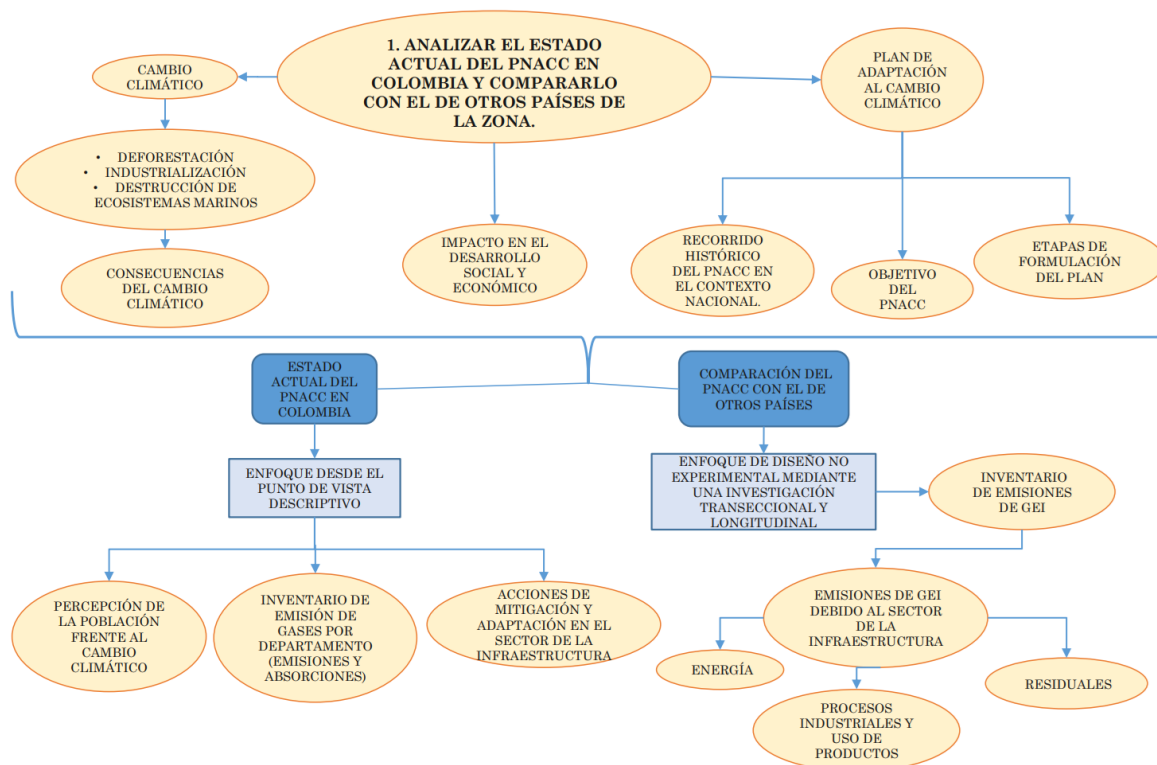 1. ANALIZAR EL ESTADO
ACTUAL DEL PNACC EN
COLOMBIA Y COMPARARLO
CON EL DE OTROS PAÍSES DE
LA ZONA.
CAMBIO
CLIMÁTICO
PLAN DE
ADAPTACIÓN
AL CAMBIO
CLIMÁTICO
• DEFORESTACIÓN
• INDUSTRIALIZACIÓN
• DESTRUCCIÓN DE
ECOSISTEMAS MARINOS
CONSECUENCIAS
DEL CAMBIO
CLIMÁTICO
IMPACTO EN EL
DESARROLLO
SOCIAL Y
ECONÓMICO
RECORRIDO
HISTÓRICO
DEL PNACC EN
EL CONTEXTO
NACIONAL.
OBJETIVO
DEL
PNACC
ETAPAS DE
FORMULACIÓN
DEL PLAN
ESTADO
ACTUAL DEL
PNACC EN
COLOMBIA
COMPARACIÓN DEL
PNACC CON EL DE
OTROS PAÍSES
ENFOQUE DESDE EL
PUNTO DE VISTA
DESCRIPTIVO
ENFOQUE DE DISEÑO NO
EXPERIMENTAL MEDIANTE
UNA INVESTIGACIÓN
TRANSECCIONAL Y
LONGITUDINAL
INVENTARIO
DE EMISIONES
DE GEI
PERCEPCIÓN DE
LA POBLACIÓN
FRENTE AL
CAMBIO
CLIMÁTICO
INVENTARIO DE
EMISIÓN DE
GASES POR
DEPARTAMENTO
(EMISIONES Y
ABSORCIONES)
ACCIONES DE
MITIGACIÓN Y
ADAPTACIÓN EN EL
SECTOR DE LA
INFRAESTRUCTURA
EMISIONES DE GEI
DEBIDO AL SECTOR
DE LA
INFRAESTRUCTURA
ENERGÍA
RESIDUALES
PROCESOS
INDUSTRIALES Y
USO DE
PRODUCTOS